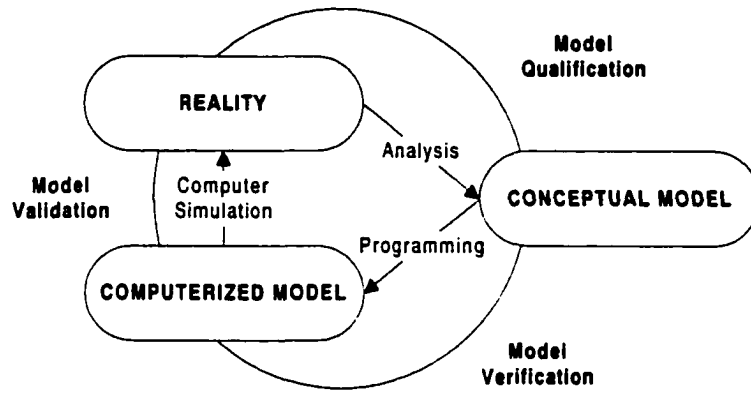 Model
Qualification
REALITY
Analysis
Model
Validation
Computer
Simulation
CONCEPTUAL MODEL
Programming
COMPUTERIZED MODEL
Model
Verification